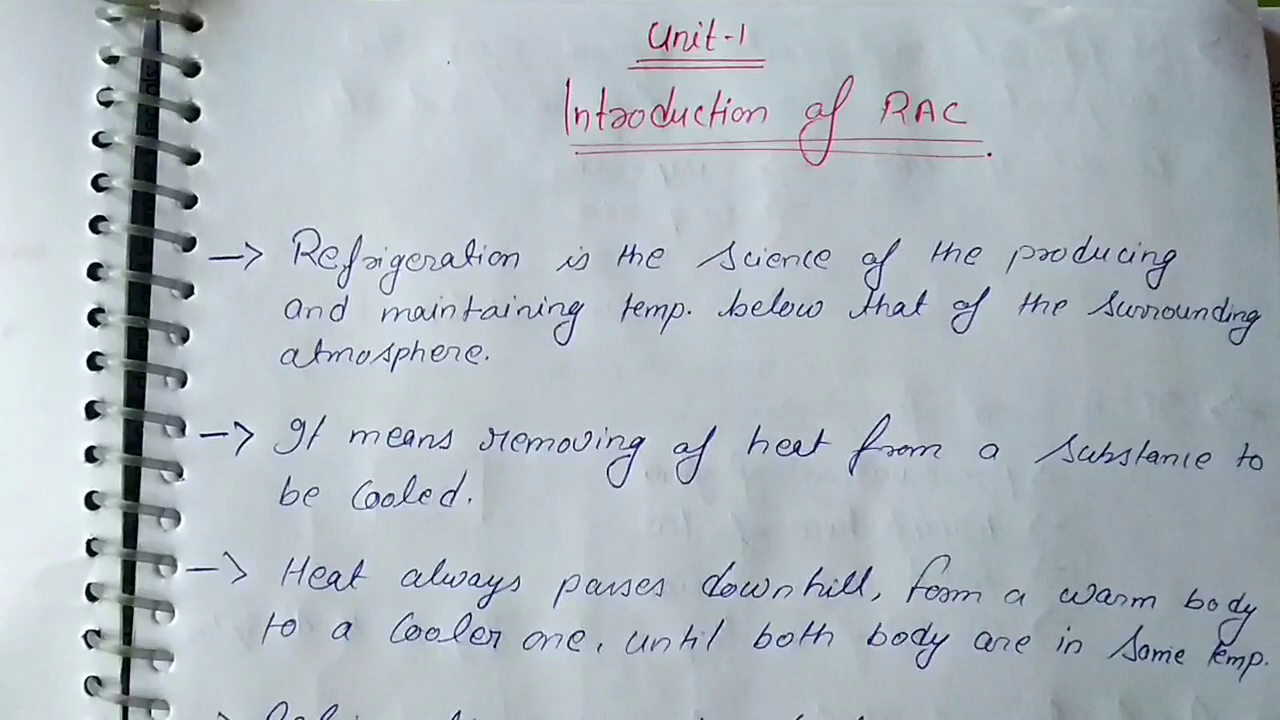 Unit-1
Introduction of RAC
→ Refrigeration is the science of the producing
and maintaining temp. below that of the surrounding
atmosphere.
→ It means removing of heat from a substance to
be cooled.
→ Heat always passes downhill, form a warm body
to a cooler one, until both body are in some temp.